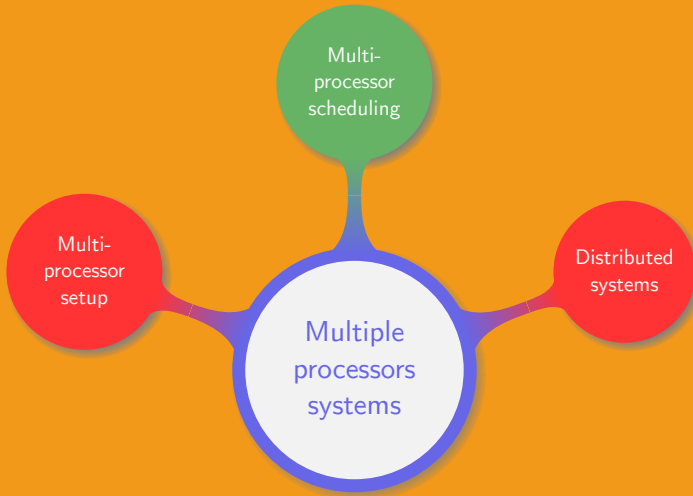 Multi-
processor
scheduling
Multi-
processor
setup
Distributed
systems
Multiple
processors
systems